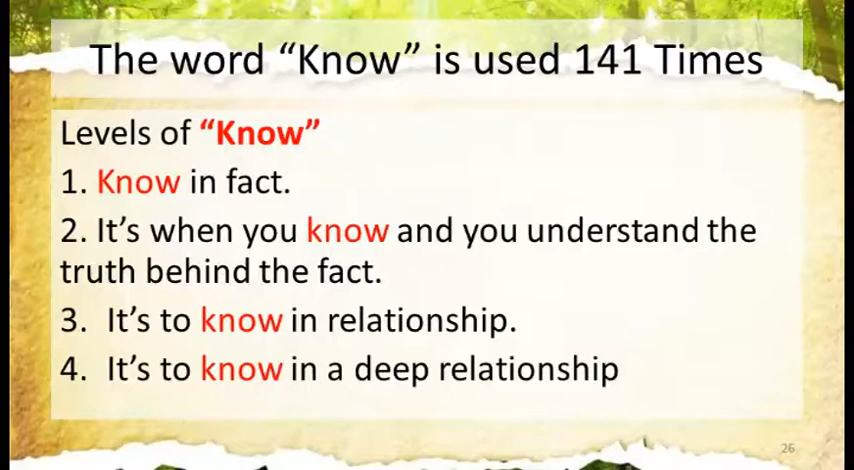 The word “Know” is used 141 Times
Levels of “Know”
1. Know in fact.
2. It’s when you know and you understand the
truth behind the fact.
3. It’s to know in relationship.
4. It’s to know in a deep relationship
26